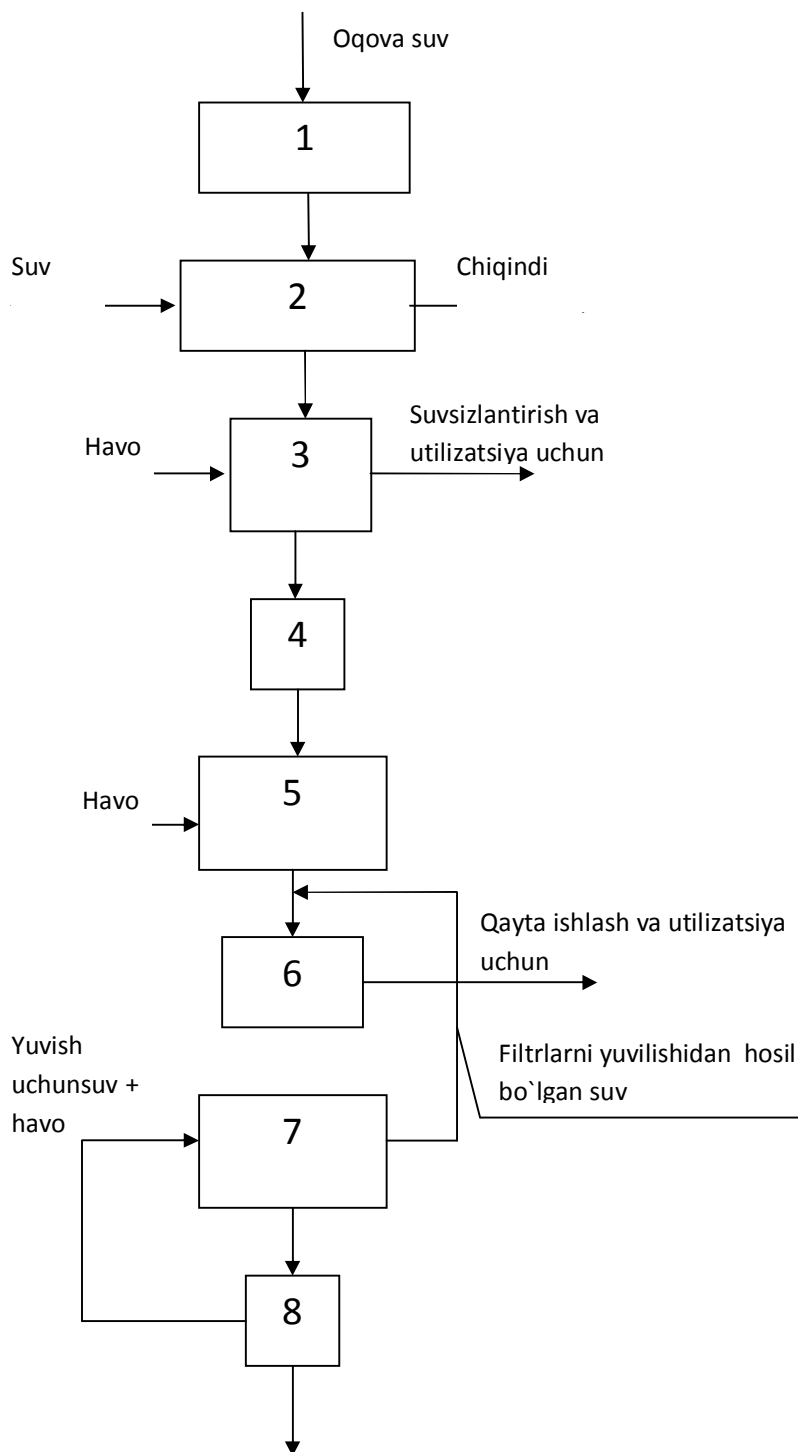 Oqova suv
1
Suv
2
Chiqindi
Havo
3
Suvsizlantirish va
utilizatsiya uchun
4
Havo
5
6
Qayta ishlash va utilizatsiya
uchun
Yuvish
uchunsuv +
havo
7
Filtrlarni yuvilishidan hosil
bo`lgan suv
8